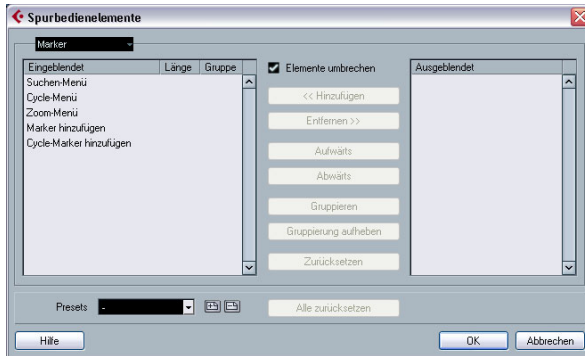 Spurbedienelemente
Marker
Eingeblendet Länge Gruppe
Suchen-Menü
Cycle-Menü
Zoom-Menü
Marker hinzufügen
Cycle-Marker hinzufügen
Elemente umbrechen
<< Hinzufügen
Entfernen >>
Aufwärts
Abwärts
Gruppieren
Gruppierung aufheben
Zurücksetzen
Ausgeblendet
Presets -
Alle zurücksetzen
Hilfe
OK
Abbrechen